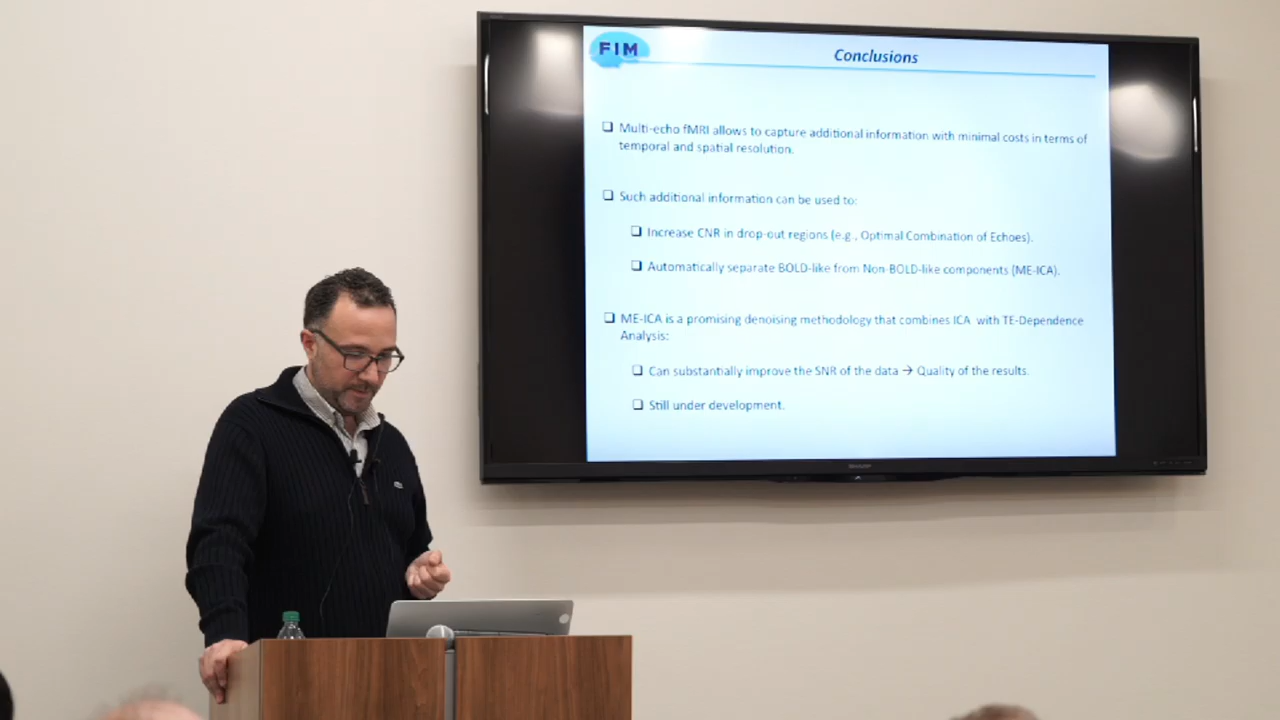 FIM
Conclusions
❑ Multi-echo fMRI allows to capture additional information with minimal costs in terms of
temporal and spatial resolution.
❑ Such additional information can be used to:
❑ Increase CNR in drop-out regions (e.g., Optimal Combination of Echoes).
❑ Automatically separate BOLD-like from Non-BOLD-like components (ME-ICA).
❑ ME-ICA is a promising denoising methodology that combines ICA with TE-Dependence
Analysis:
❑ Can substantially improve the SNR of the data → Quality of the results.
❑ Still under development.
SHARP